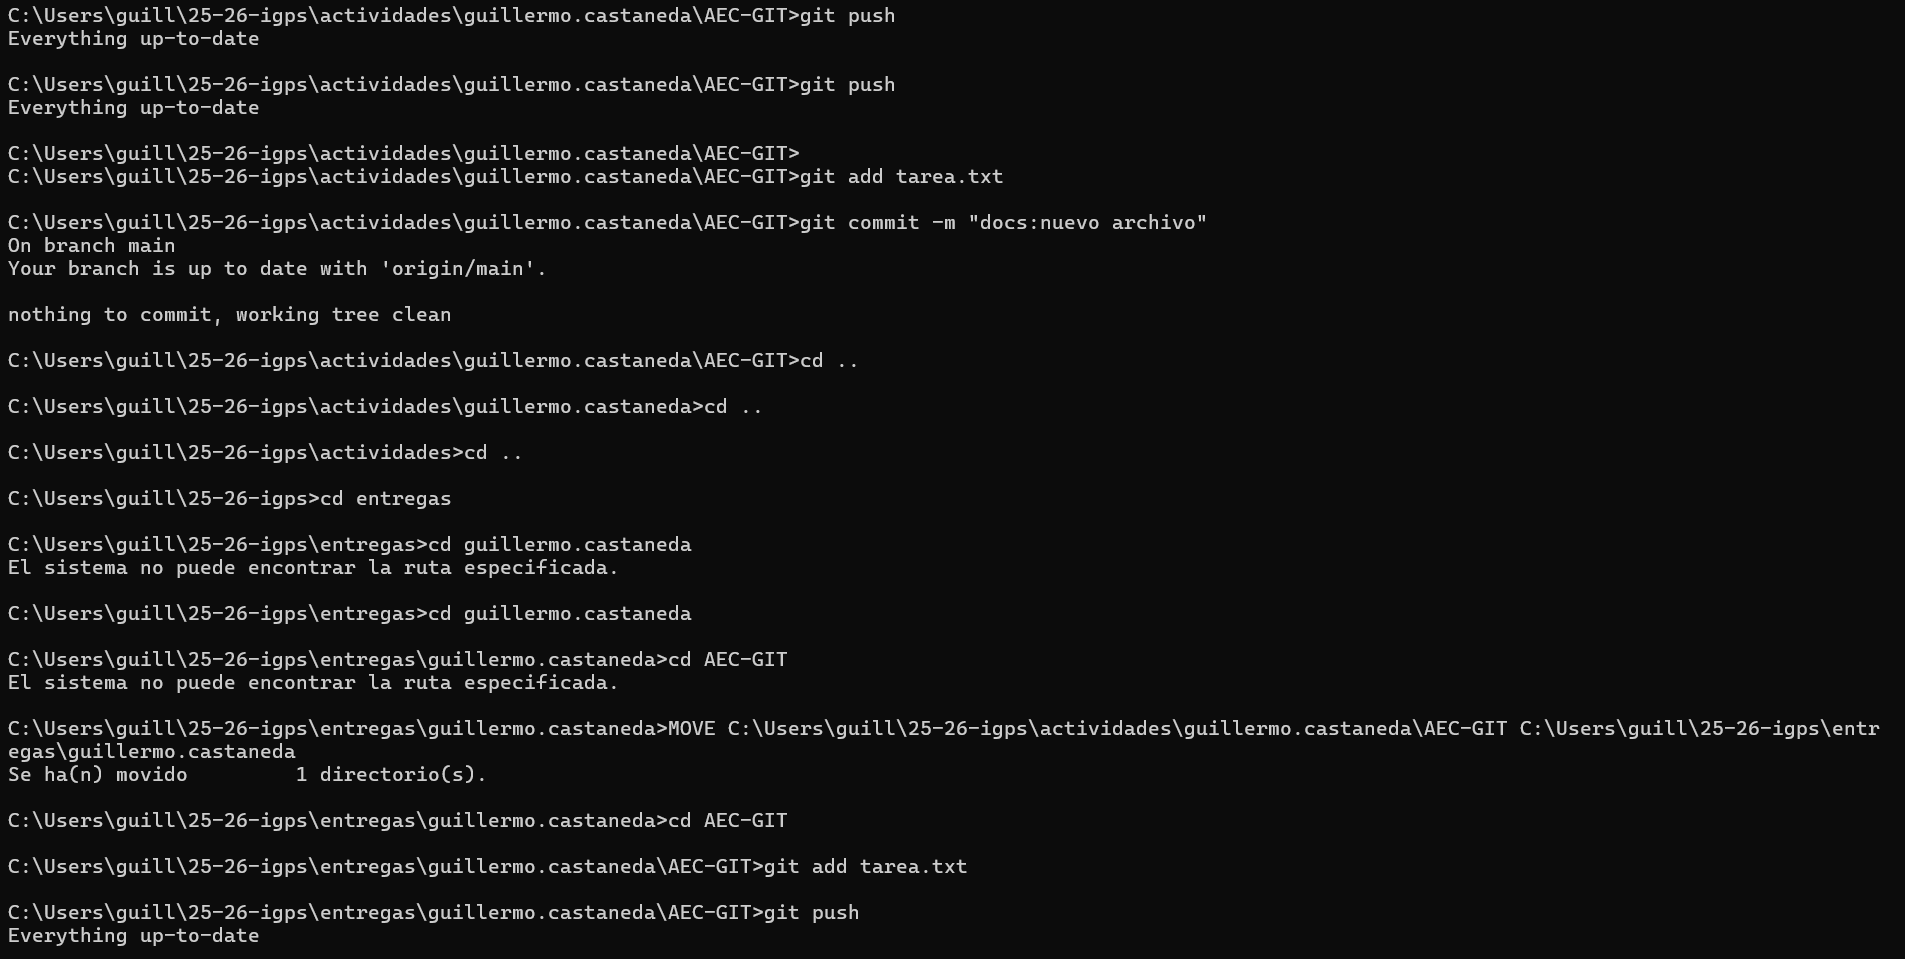 C:\Users\guill\25-26-igps\actividades\guillermo.castaneda\AEC-GIT>git push
Everything up-to-date
C:\Users\guill\25-26-igps\actividades\guillermo.castaneda\AEC-GIT>git push
Everything up-to-date
C:\Users\guill\25-26-igps\actividades\guillermo.castaneda\AEC-GIT>
C:\Users\guill\25-26-igps\actividades\guillermo.castaneda\AEC-GIT>git add tarea.txt
C:\Users\guill\25-26-igps\actividades\guillermo.castaneda\AEC-GIT>git commit -m "docs:nuevo archivo"
On branch main
Your branch is up to date with 'origin/main'.
nothing to commit, working tree clean
C:\Users\guill\25-26-igps\actividades\guillermo.castaneda\AEC-GIT>cd ..
C:\Users\guill\25-26-igps\actividades\guillermo.castaneda>cd ..
C:\Users\guill\25-26-igps\actividades>cd ..
C:\Users\guill\25-26-igps>cd entregas
C:\Users\guill\25-26-igps\entregas>cd guillermo.castaneda
El sistema no puede encontrar la ruta especificada.
C:\Users\guill\25-26-igps\entregas>cd guillermo.castaneda
C:\Users\guill\25-26-igps\entregas\guillermo.castaneda>cd AEC-GIT
El sistema no puede encontrar la ruta especificada.
C:\Users\guill\25-26-igps\entregas\guillermo.castaneda>MOVE C:\Users\guill\25-26-igps\actividades\guillermo.castaneda\AEC-GIT C:\Users\guill\25-26-igps\entr
egas\guillermo.castaneda
Se ha(n) movido         1 directorio(s).
C:\Users\guill\25-26-igps\entregas\guillermo.castaneda>cd AEC-GIT
C:\Users\guill\25-26-igps\entregas\guillermo.castaneda\AEC-GIT>git add tarea.txt
C:\Users\guill\25-26-igps\entregas\guillermo.castaneda\AEC-GIT>git push
Everything up-to-date